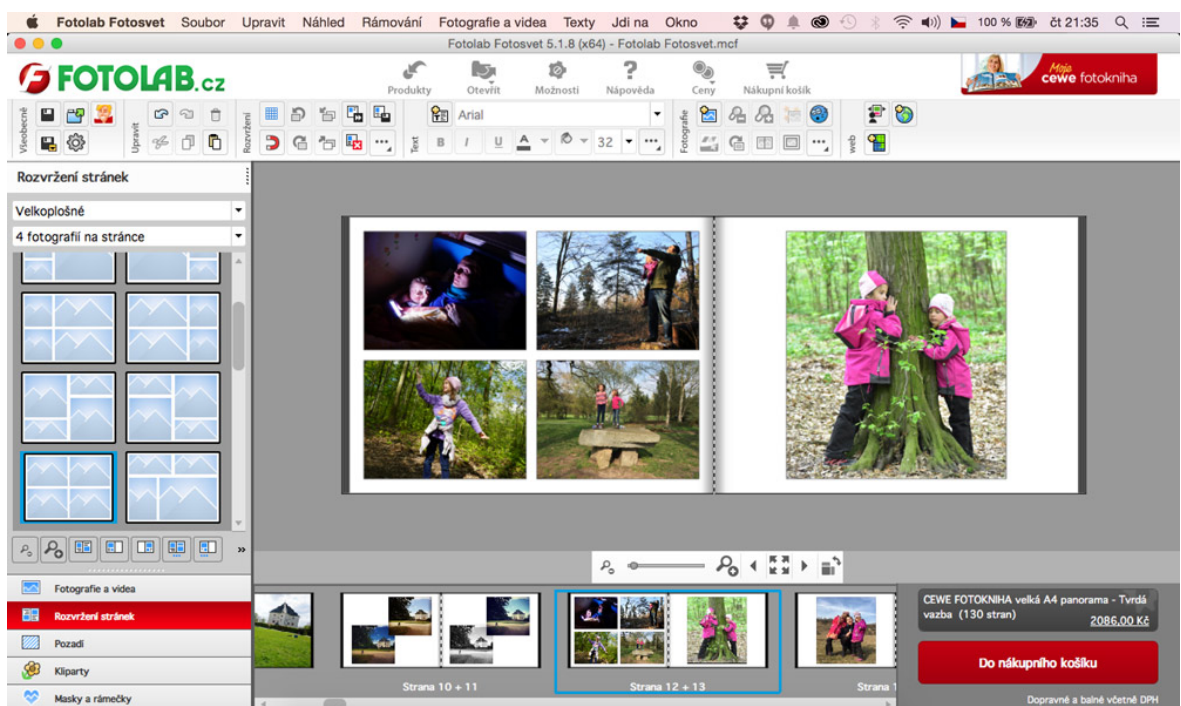 Fotolab Fotosvet Soubor Upravit Náhled Rámování Fotografie a videa Texty Jdi na Okno 100 % čt 21:35
Fotolab Fotosvet 5.1.8 (x64) - Fotolab Fotosvet.mcf
FOTOLAB.cz
Produkty Otevřít Možnosti Nápověda Ceny Nákupní košík
Moje
cewe fotokniha
Všeobecné
Upravit
Rozvržení
Text
Arial
B I U A 32
Fotografie
web
Rozvržení stránek
Velkoplošné
4 fotografií na stránce
Fotografie a videa
Rozvržení stránek
Pozadí
Kliparty
Masky a rámečky
Strana 10 + 11
Strana 12 + 13
Strana 1
CEWE FOTOKNIHA velká A4 panorama - Tvrdá
vazba (130 stran)
2086,00 Kč
Do nákupního košíku
Dopravné a balné včetně DPH